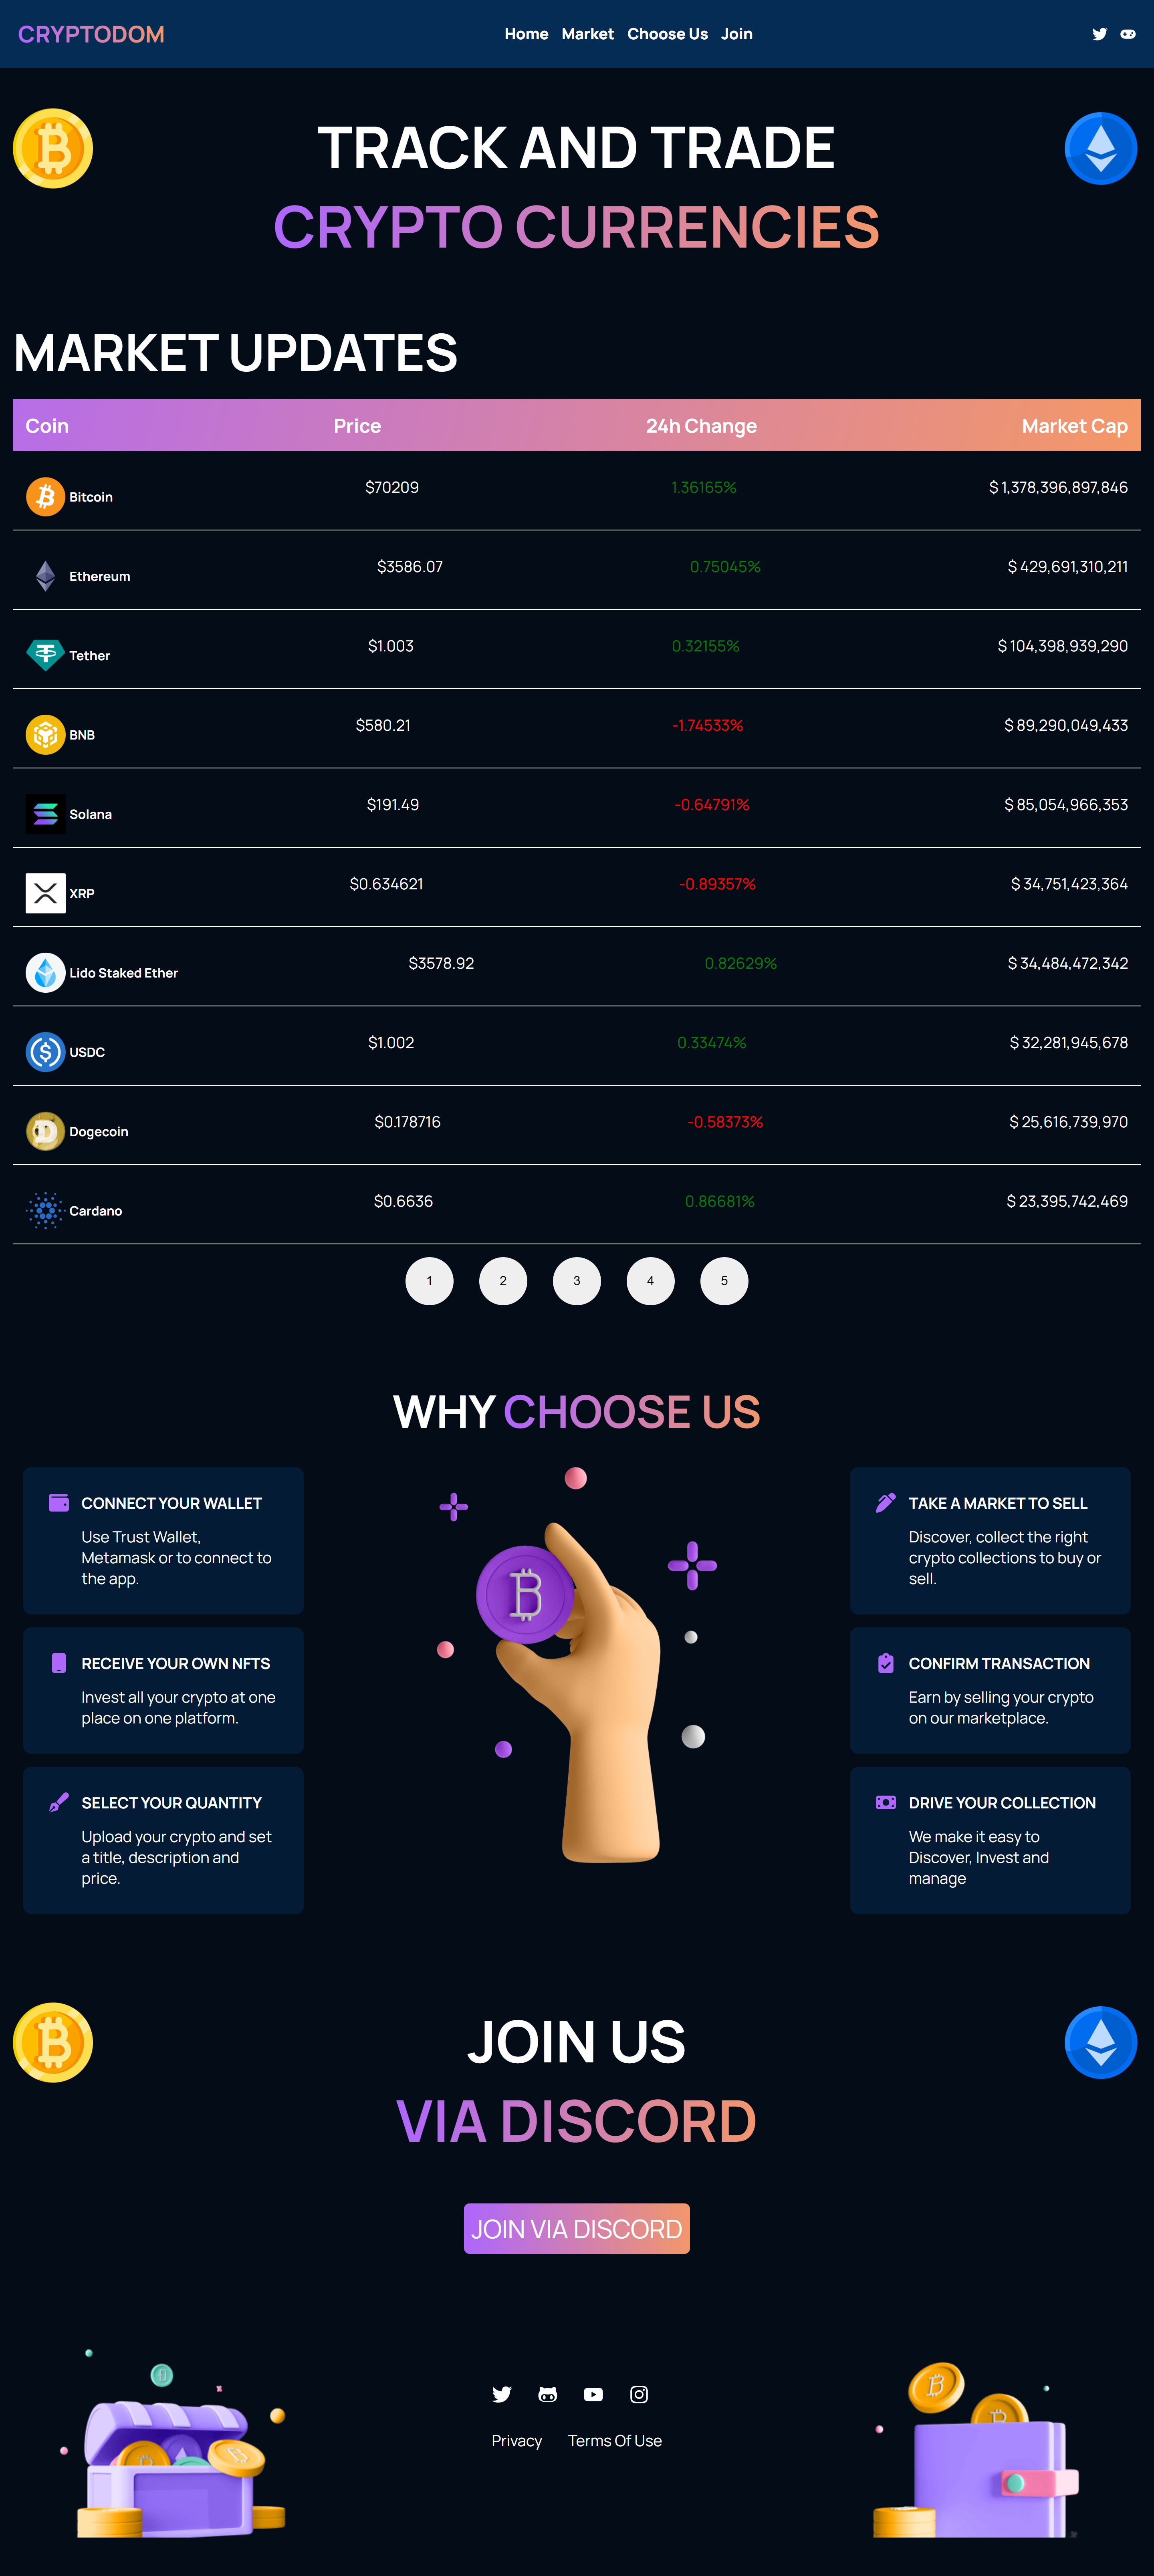 CRYPTODOM
Home Market Choose Us Join
TRACK AND TRADE
CRYPTO CURRENCIES
MARKET UPDATES
Coin Price 24h Change Market Cap
Bitcoin $70209 1.36165% $ 1,378,396,897,846
Ethereum $3586.07 0.75045% $ 429,691,310,211
Tether $1.003 0.32155% $ 104,398,939,290
BNB $580.21 -1.74533% $ 89,290,049,433
Solana $191.49 -0.64791% $ 85,054,966,353
XRP $0.634621 -0.89357% $ 34,751,423,364
Lido Staked Ether $3578.92 0.82629% $ 34,484,472,342
USDC $1.002 0.33474% $ 32,281,945,678
Dogecoin $0.178716 -0.58373% $ 25,616,739,970
Cardano $0.6636 0.86681% $ 23,395,742,469
1 2 3 4 5
WHY CHOOSE US
CONNECT YOUR WALLET
Use Trust Wallet,
Metamask or to connect to
the app.
RECEIVE YOUR OWN NFTS
Invest all your crypto at one
place on one platform.
SELECT YOUR QUANTITY
Upload your crypto and set
a title, description and
price.
TAKE A MARKET TO SELL
Discover, collect the right
crypto collections to buy or
sell.
CONFIRM TRANSACTION
Earn by selling your crypto
on our marketplace.
DRIVE YOUR COLLECTION
We make it easy to
Discover, Invest and
manage
JOIN US
VIA DISCORD
JOIN VIA DISCORD
Privacy Terms Of Use